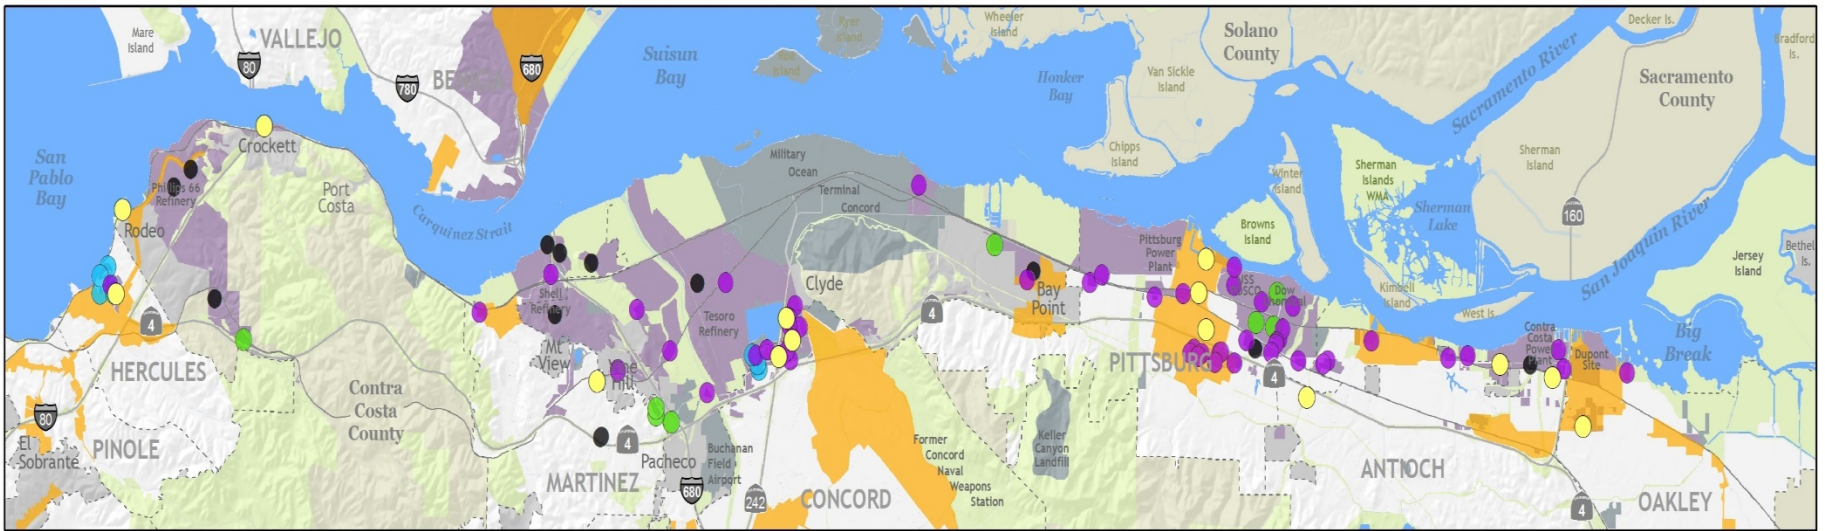 Mare
Island
VALLEJO
80
780
680
Suisun
Bay
Ryer
Island
Roe
Island
Wheeler
Island
Honker
Bay
Van Sickle
Island
Solano
County
Decker Is.
Bradford
Is.
Sacramento River
Sacramento
County
San
Pablo
Bay
Crockett
Phillips 66
Refinery
Rodeo
Port
Costa
Carquinez Strait
Military
Ocean
Terminal
Concord
Chipps
Island
Winter
Island
Browns
Island
Sherman
Islands
WMA
Sherman
Lake
Sherman
Island
160
San Joaquin River
Jersey
Island
Bethel
Is.
Kimball
Island
West Is.
Big
Break
Pittsburg
Power
Plant
Shell
Refinery
Tesoro
Refinery
Clyde
Bay
Point
4
4
HERCULES
Mt
View
Vine
Hill
PITTSBURG
4
Contra
Costa
Power
Plant
Dupont
Site
Contra
Costa
County
80
El
Sobrante
PINOLE
4
MARTINEZ
Pacheco
680
Buchanan
Field
Airport
242
CONCORD
Former
Concord
Naval
Weapons
Station
Keller
Canyon
Landfill
ANTIOCH
4
OAKLEY